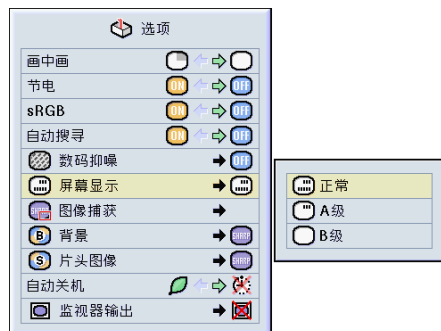 选项
画中画
节电 ON OFF
sRGB ON OFF
自动搜寻 ON OFF
数码抑噪 OFF
屏幕显示
图像捕获
B 背景 SHARP
S 片头图像 SHARP
自动关机
监视器输出
正常
A级
B级